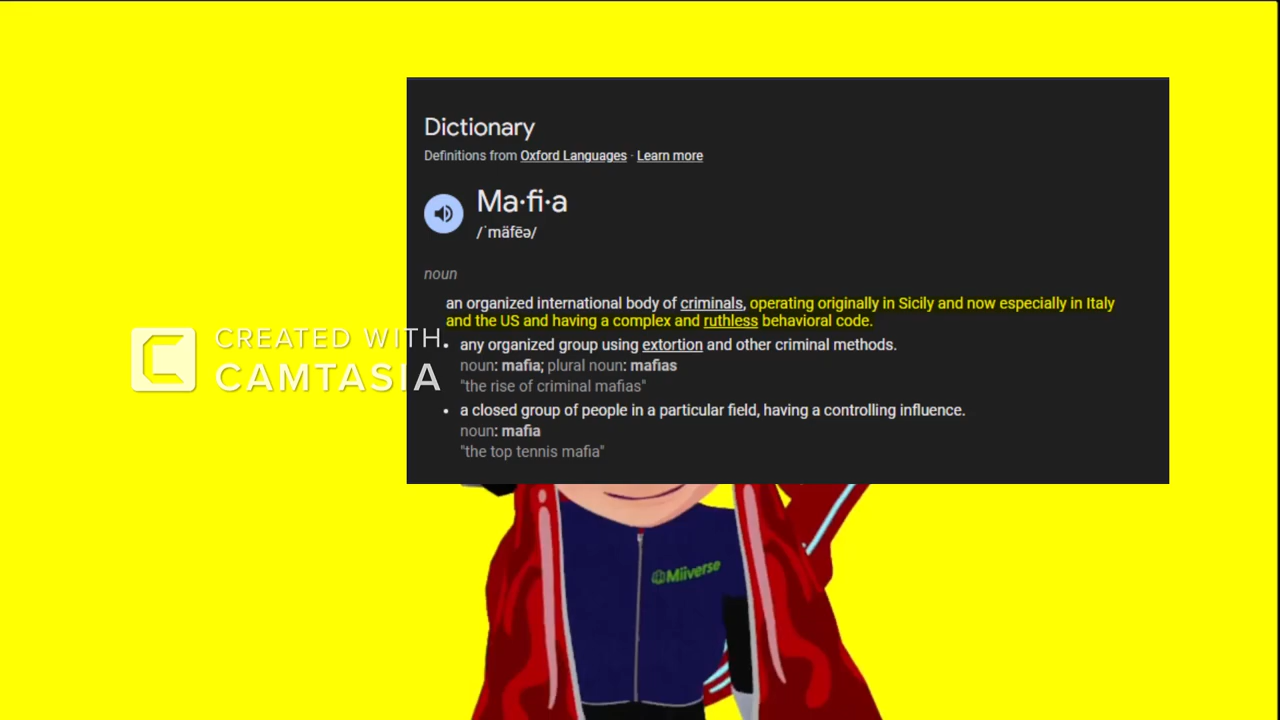 Dictionary
Definitions from Oxford Languages · Learn more
Ma·fi·a
/ˈmäfēə/
noun
an organized international body of criminals, operating originally in Sicily and now especially in Italy
and the US and having a complex and ruthless behavioral code.
• any organized group using extortion and other criminal methods.
noun: mafia; plural noun: mafias
"the rise of criminal mafias"
• a closed group of people in a particular field, having a controlling influence.
noun: mafia
"the top tennis mafia"
CREATED WITH
CAMTASIA
Miiverse